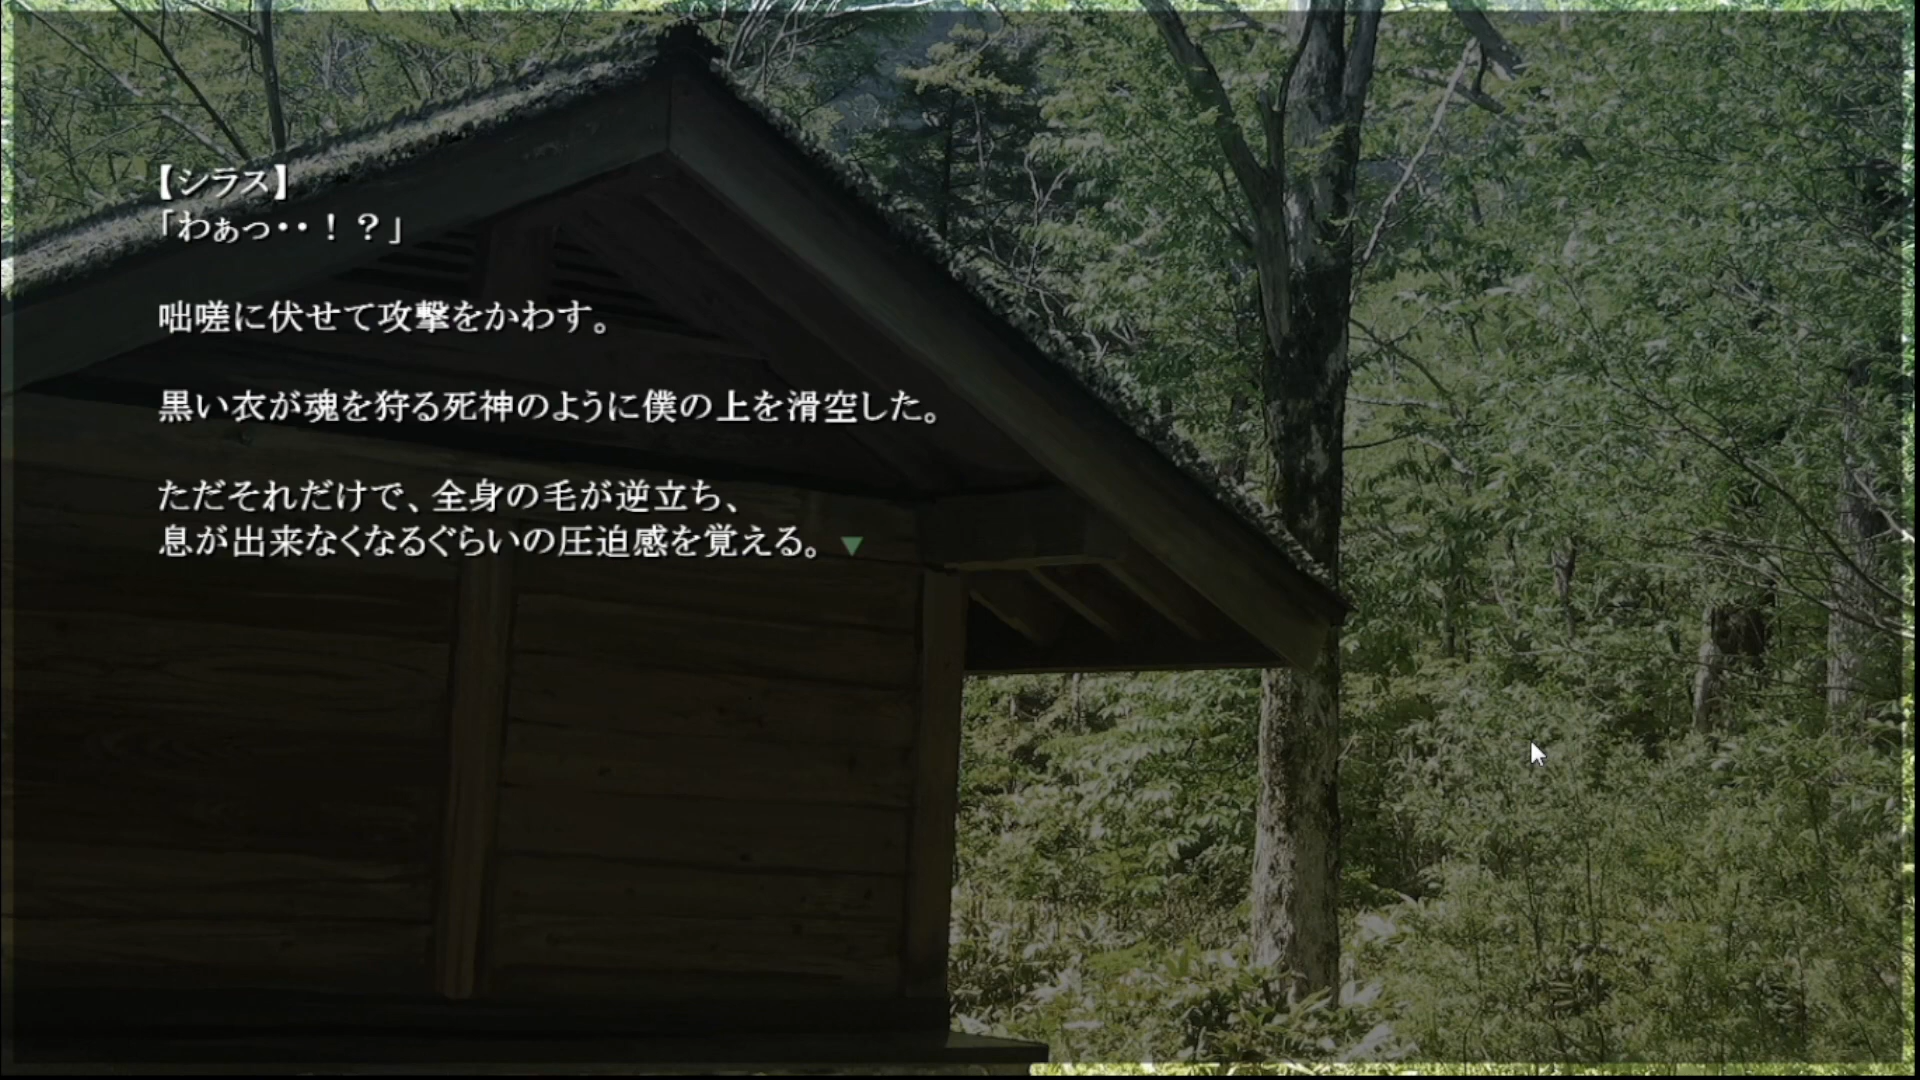 【シラス】
「わぁっ・・！？」
咄嗟に伏せて攻撃をかわす。
黒い衣が魂を狩る死神のように僕の上を滑空した。
ただそれだけで、全身の毛が逆立ち、
息が出来なくなるぐらいの圧迫感を覚える。